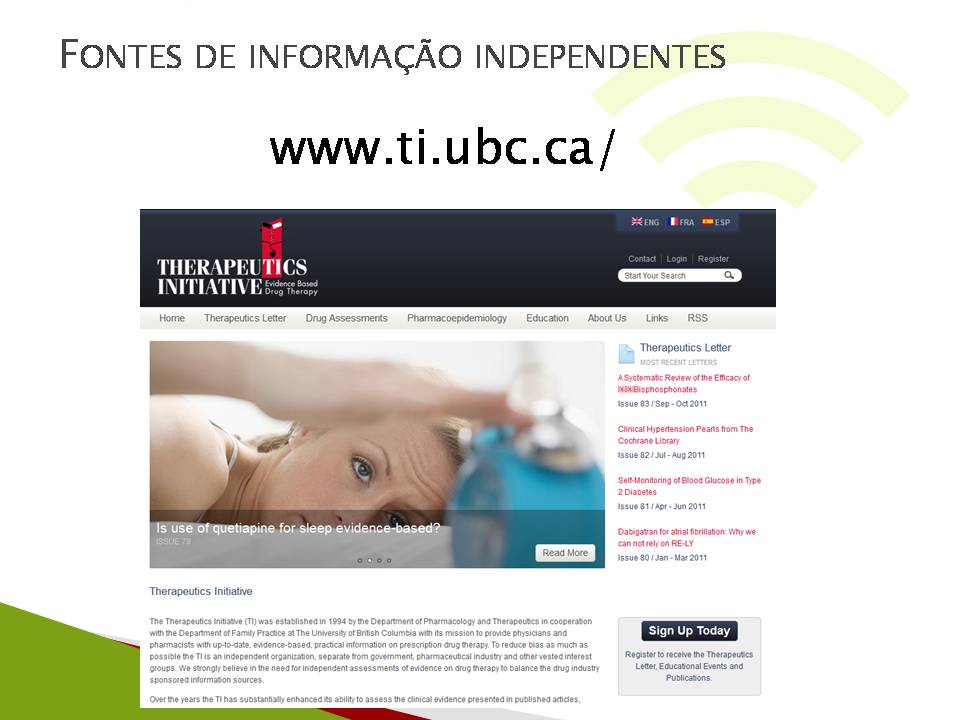 FONTES DE INFORMAÇÃO INDEPENDENTES
www.ti.ubc.ca/
ENG FRA ESP
THERAPEUTICS
INITIATIVE Evidence Based
Drug Therapy
Contact | Login | Register
Start Your Search
Home Therapeutics Letter Drug Assessments Pharmacoepidemiology Education About Us Links RSS
Therapeutics Letter
MOST RECENT LETTERS
A Systematic Review of the Efficacy of
Bisphosphonates
Issue 83 / Sep - Oct 2011
Clinical Hypertension Pearls from The
Cochrane Library
Issue 82 / Jul - Aug 2011
Self-Monitoring of Blood Glucose in Type
2 Diabetes
Issue 81 / Apr - Jun 2011
Dabigatran for atrial fibrillation: Why we
can not rely on RE-LY
Issue 80 / Jan - Mar 2011
Is use of quetiapine for sleep evidence-based?
ISSUE 79
Read More
Therapeutics Initiative
The Therapeutics Initiative (TI) was established in 1994 by the Department of Pharmacology and Therapeutics in cooperation
with the Department of Family Practice at The University of British Columbia with its mission to provide physicians and
pharmacists with up-to-date, evidence-based, practical information on prescription drug therapy. To reduce bias as much as
possible the TI is an independent organization, separate from government, pharmaceutical industry and other vested interest
groups. We strongly believe in the need for independent assessments of evidence on drug therapy to balance the drug industry
sponsored information sources.
Over the years the TI has substantially enhanced its ability to assess the clinical evidence presented in published articles,
Sign Up Today
Register to receive the Therapeutics
Letter, Educational Events and
Publications.